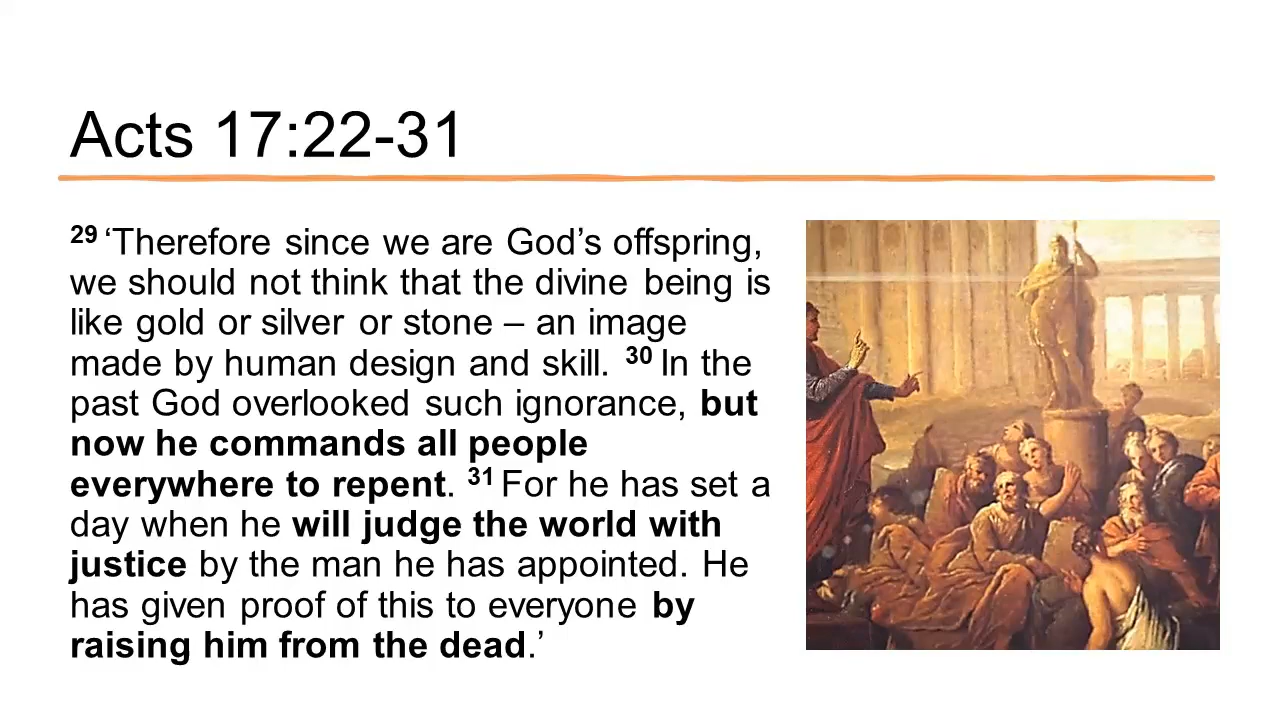 Acts 17:22-31
29 ‘Therefore since we are God’s offspring,
we should not think that the divine being is
like gold or silver or stone – an image
made by human design and skill. 30 In the
past God overlooked such ignorance, but
now he commands all people
everywhere to repent. 31 For he has set a
day when he will judge the world with
justice by the man he has appointed. He
has given proof of this to everyone by
raising him from the dead.’